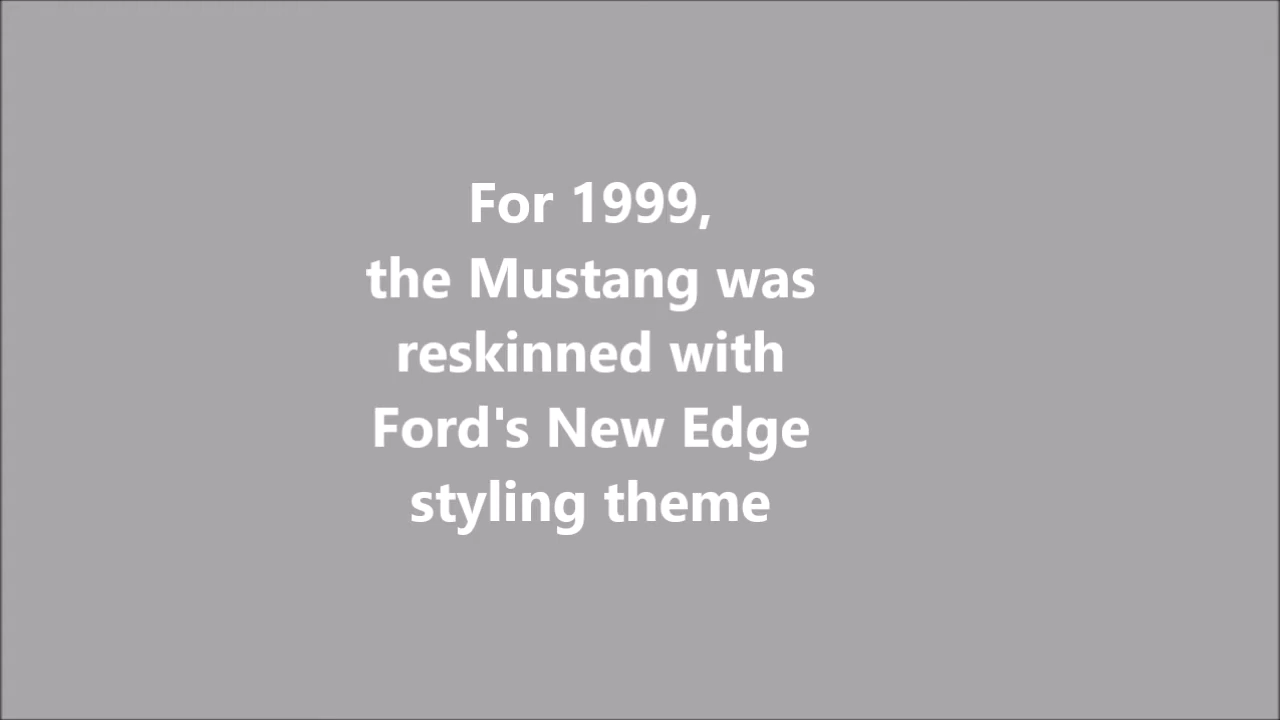 For 1999,
the Mustang was
reskinned with
Ford's New Edge
styling theme